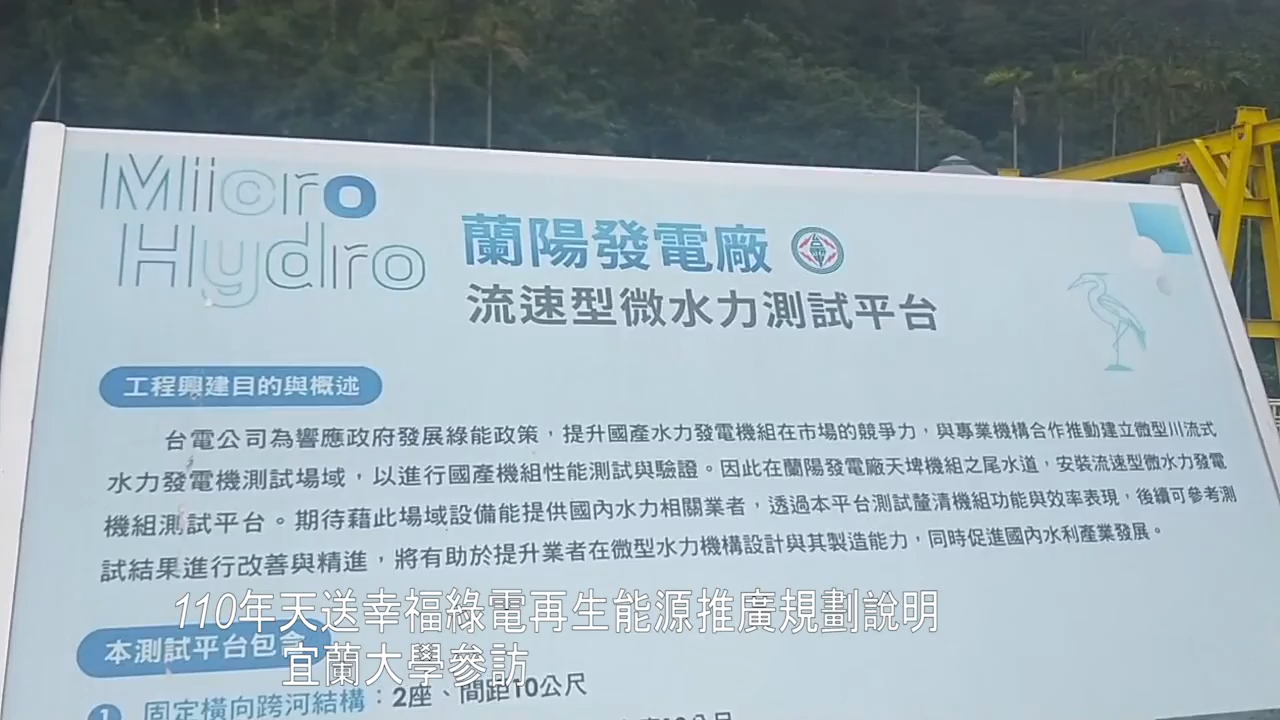 Micro
Hydro
蘭陽發電廠
流速型微水力測試平台
工程興建目的與概述
台電公司為響應政府發展綠能政策，提升國產水力發電機組在市場的競爭力，與專業機構合作推動建立微型川流式
水力發電機測試場域，以進行國產機組性能測試與驗證。因此在蘭陽發電廠天埤機組之尾水道，安裝流速型微水力發電
機組測試平台。期待藉此場域設備能提供國內水力相關業者，透過本平台測試釐清機組功能與效率表現，後續可參考測
試結果進行改善與精進，將有助於提升業者在微型水力機構設計與其製造能力，同時促進國內水利產業發展。
110年天送幸福綠電再生能源推廣規劃說明
本測試平台包含
宜蘭大學參訪
1 固定橫向跨河結構：2座、間距10公尺